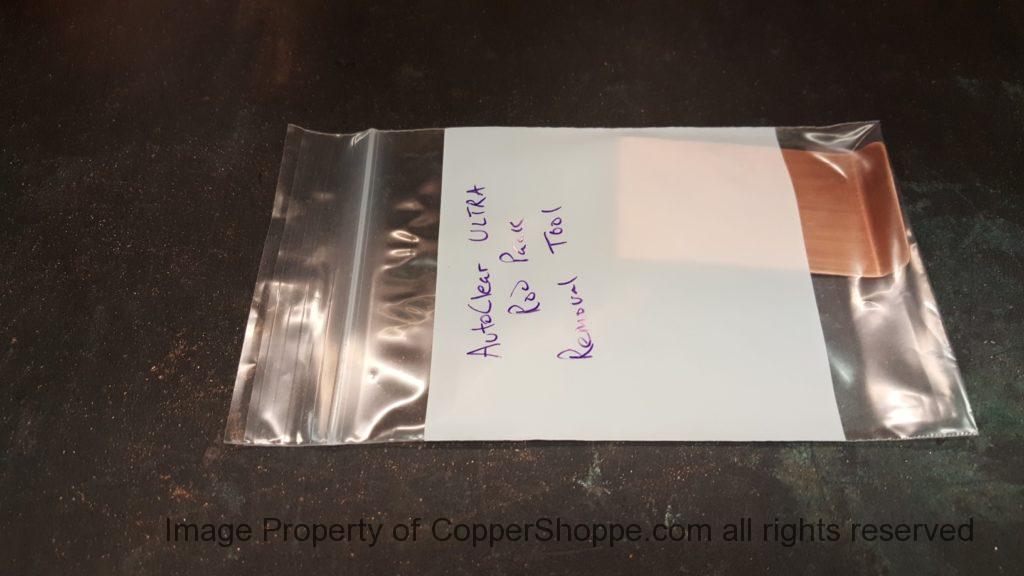 AutoClear ULTRA
ROD Pack
Removal Tool
Image Property of CopperShoppe.com all rights reserved